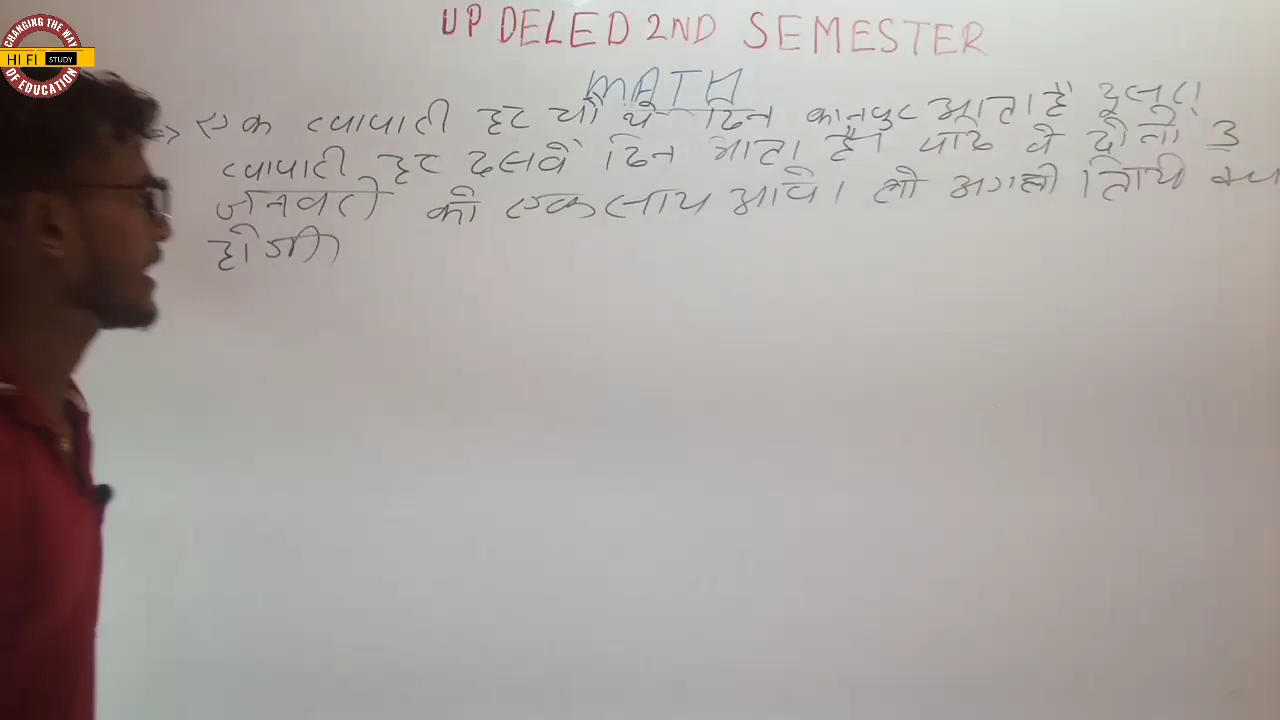 CHANGING THE WAY
HI FI STUDY
OF EDUCATION
UP DELED 2ND SEMESTER
MATH
=> एक व्यापारी हर चौथे दिन कानपुर आता है दूसरा
व्यापारी हर दसवें दिन आता है। यदि वे दोनों 3
जनवरी को एक साथ आये। तो अगली तिथि क्या
होगी